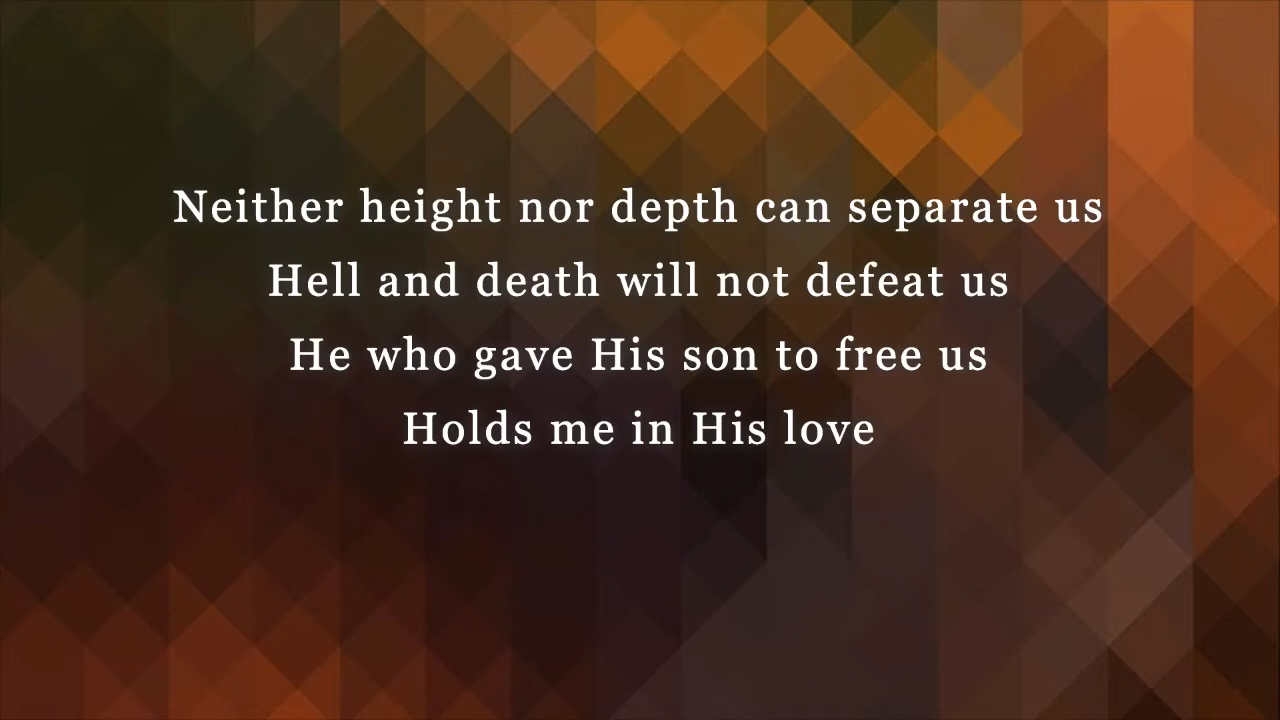 Neither height nor depth can separate us
Hell and death will not defeat us
He who gave His son to free us
Holds me in His love